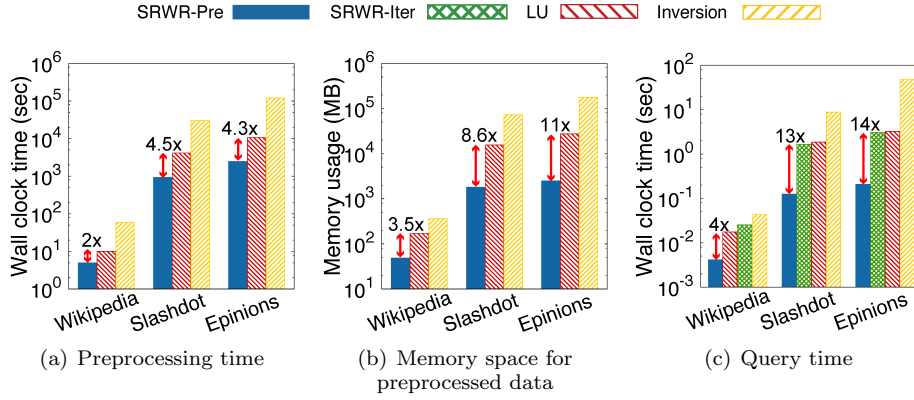 SRWR-Pre SRWR-Iter LU Inversion
Wall clock time (sec)
10^6
10^5
10^4
10^3
10^2
10^1
10^0
2x
4.5x
4.3x
Wikipedia Slashdot Epinions
(a) Preprocessing time
Memory usage (MB)
10^6
10^5
10^4
10^3
10^2
10^1
3.5x
8.6x
11x
Wikipedia Slashdot Epinions
(b) Memory space for
preprocessed data
Wall clock time (sec)
10^2
10^1
10^0
10^-1
10^-2
10^-3
4x
13x
14x
Wikipedia Slashdot Epinions
(c) Query time